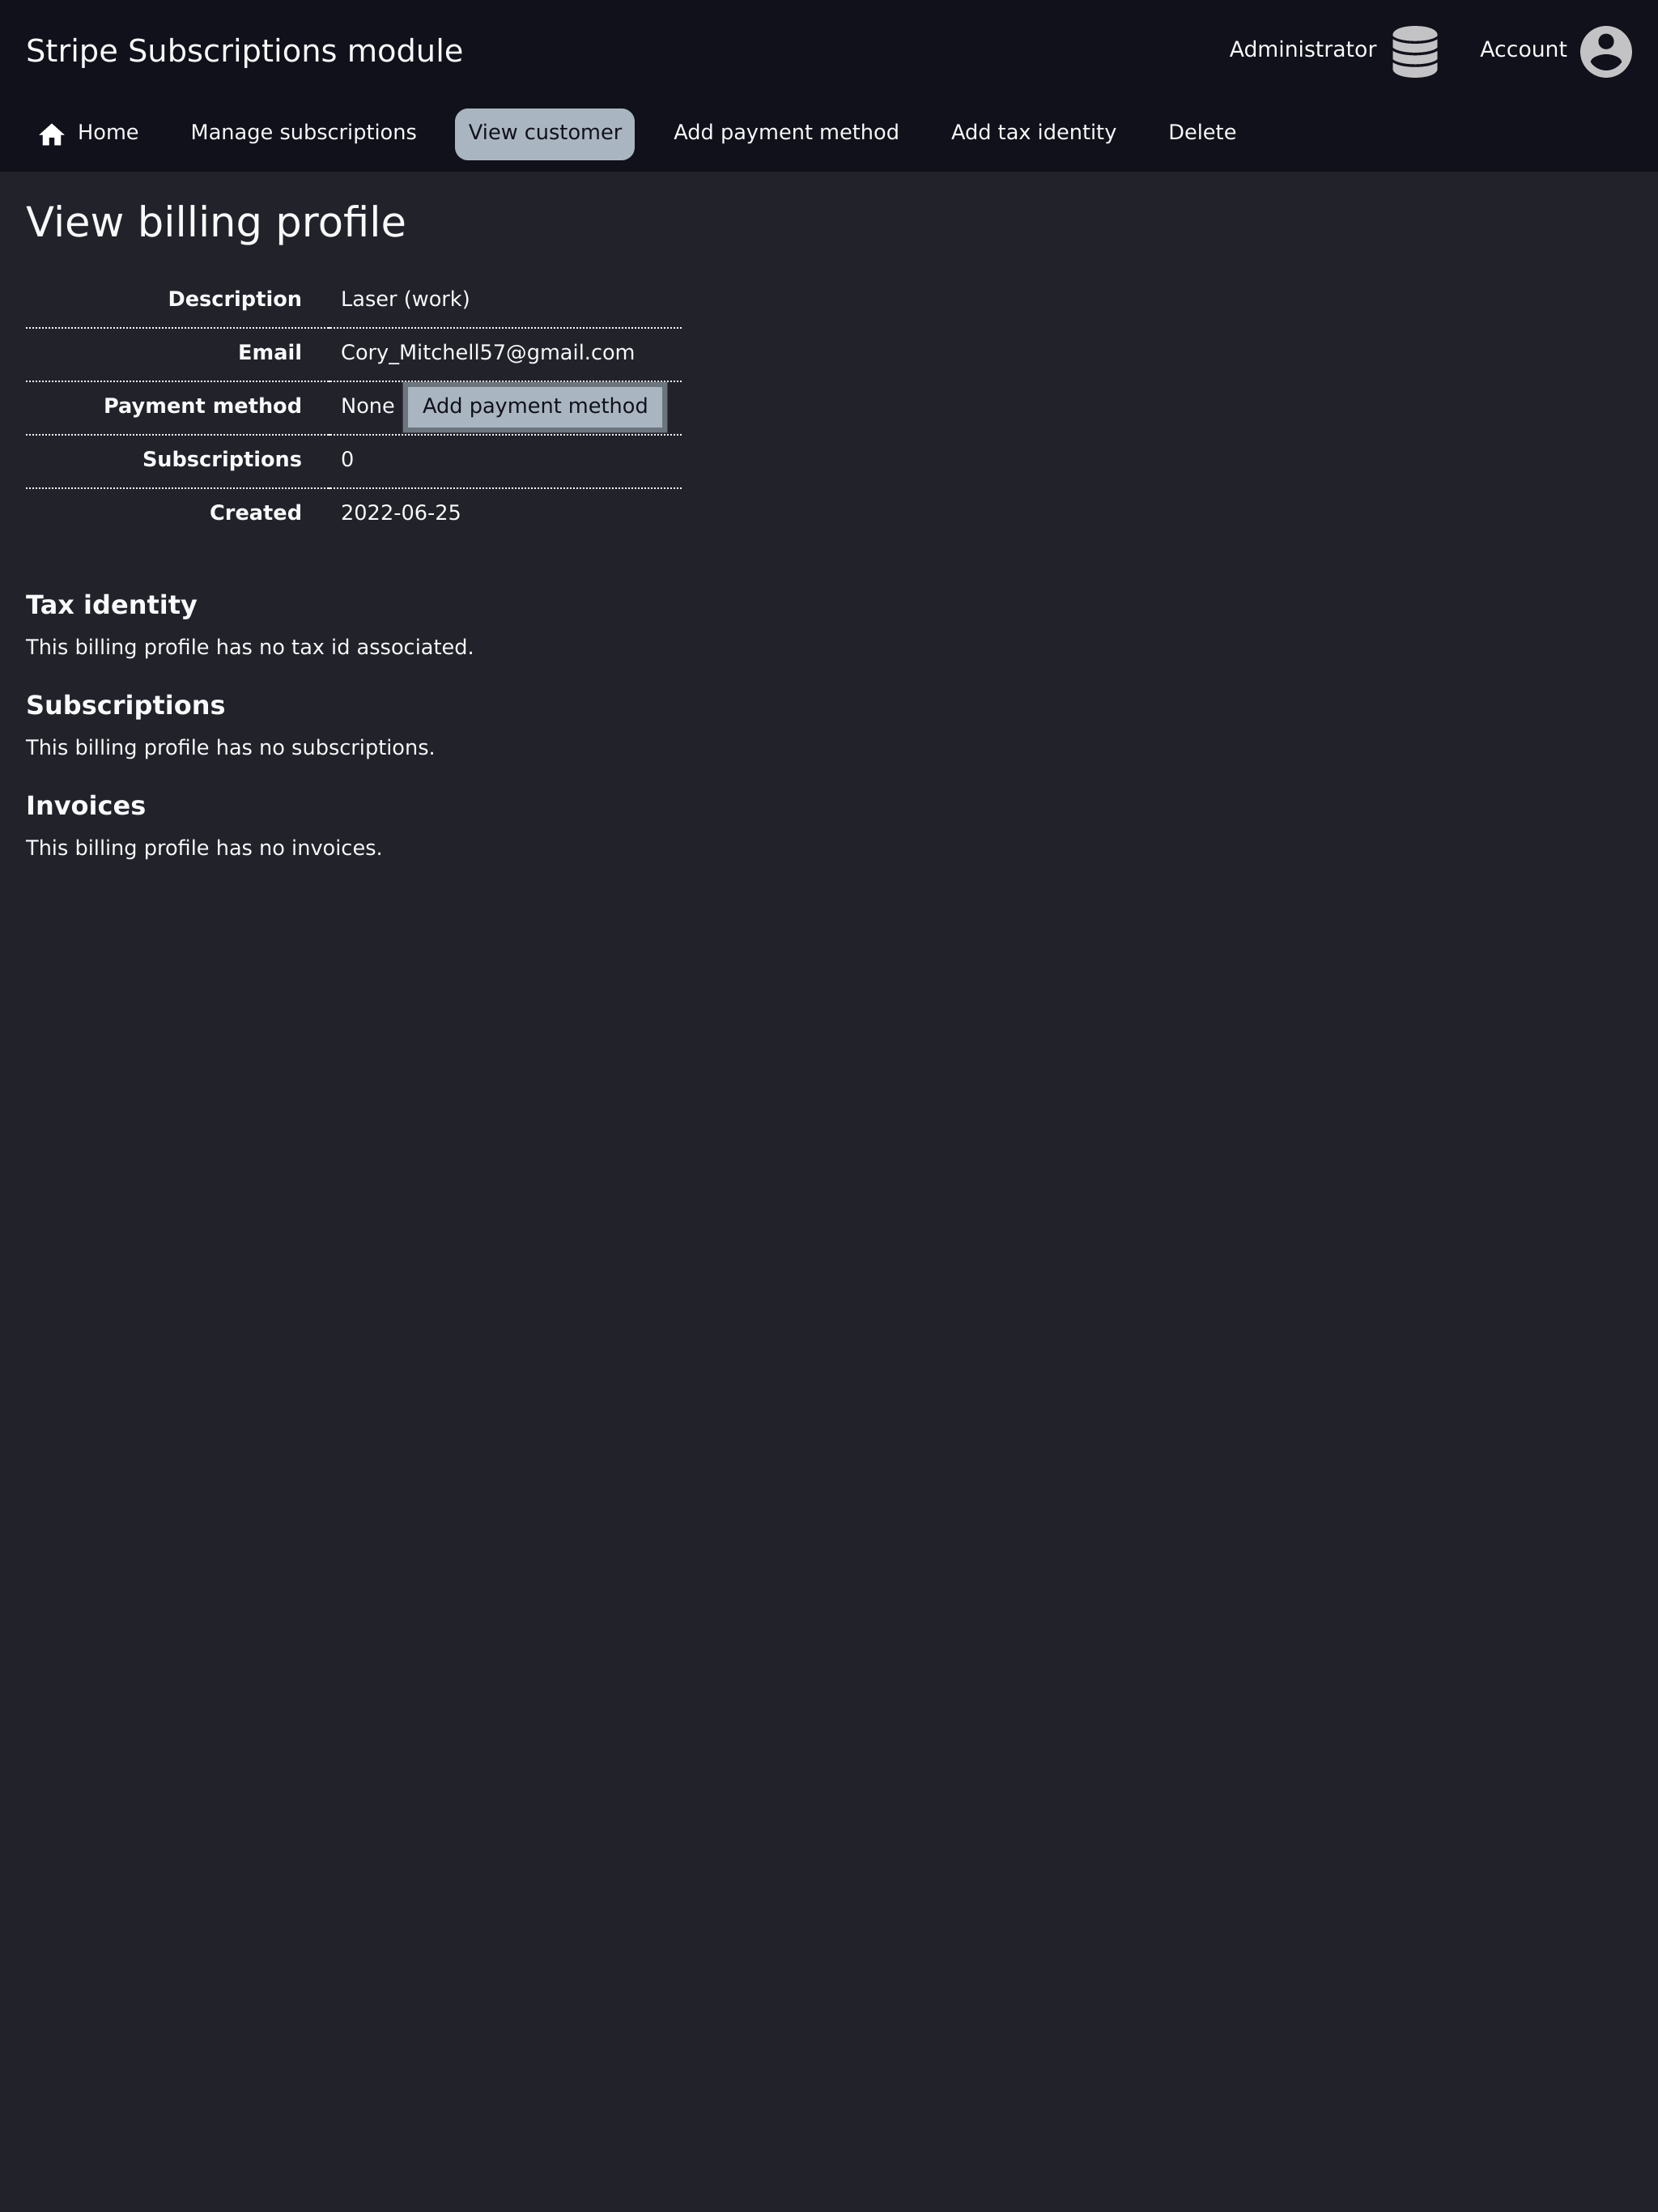 Stripe Subscriptions module
Administrator Account
Home Manage subscriptions View customer Add payment method Add tax identity Delete
View billing profile
Description Laser (work)
Email Cory_Mitchell57@gmail.com
Payment method None Add payment method
Subscriptions 0
Created 2022-06-25
Tax identity
This billing profile has no tax id associated.
Subscriptions
This billing profile has no subscriptions.
Invoices
This billing profile has no invoices.